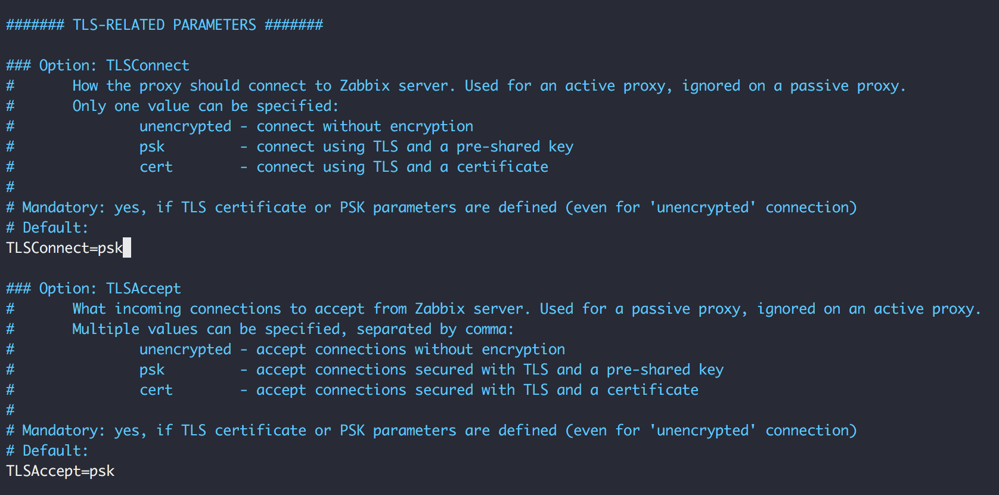 ####### TLS-RELATED PARAMETERS #######
### Option: TLSConnect
#       How the proxy should connect to Zabbix server. Used for an active proxy, ignored on a passive proxy.
#       Only one value can be specified:
#               unencrypted - connect without encryption
#               psk         - connect using TLS and a pre-shared key
#               cert        - connect using TLS and a certificate
#
# Mandatory: yes, if TLS certificate or PSK parameters are defined (even for 'unencrypted' connection)
# Default:
TLSConnect=psk
### Option: TLSAccept
#       What incoming connections to accept from Zabbix server. Used for a passive proxy, ignored on an active proxy.
#       Multiple values can be specified, separated by comma:
#               unencrypted - accept connections without encryption
#               psk         - accept connections secured with TLS and a pre-shared key
#               cert        - accept connections secured with TLS and a certificate
#
# Mandatory: yes, if TLS certificate or PSK parameters are defined (even for 'unencrypted' connection)
# Default:
TLSAccept=psk